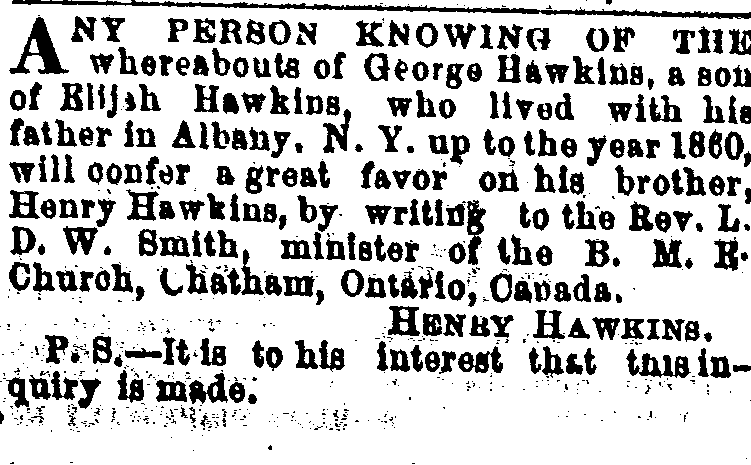 ANY PERSON KNOWING OF THE
whereabouts of George Hawkins, a son
of Elijah Hawkins, who lived with his
father in Albany, N. Y. up to the year 1860,
will confer a great favor on his brother,
Henry Hawkins, by writing to the Rev. L.
D. W. Smith, minister of the B. M. E.
Church, Chatham, Ontario, Canada.
HENRY HAWKINS.
P. S.—It is to his interest that this in-
quiry is made.